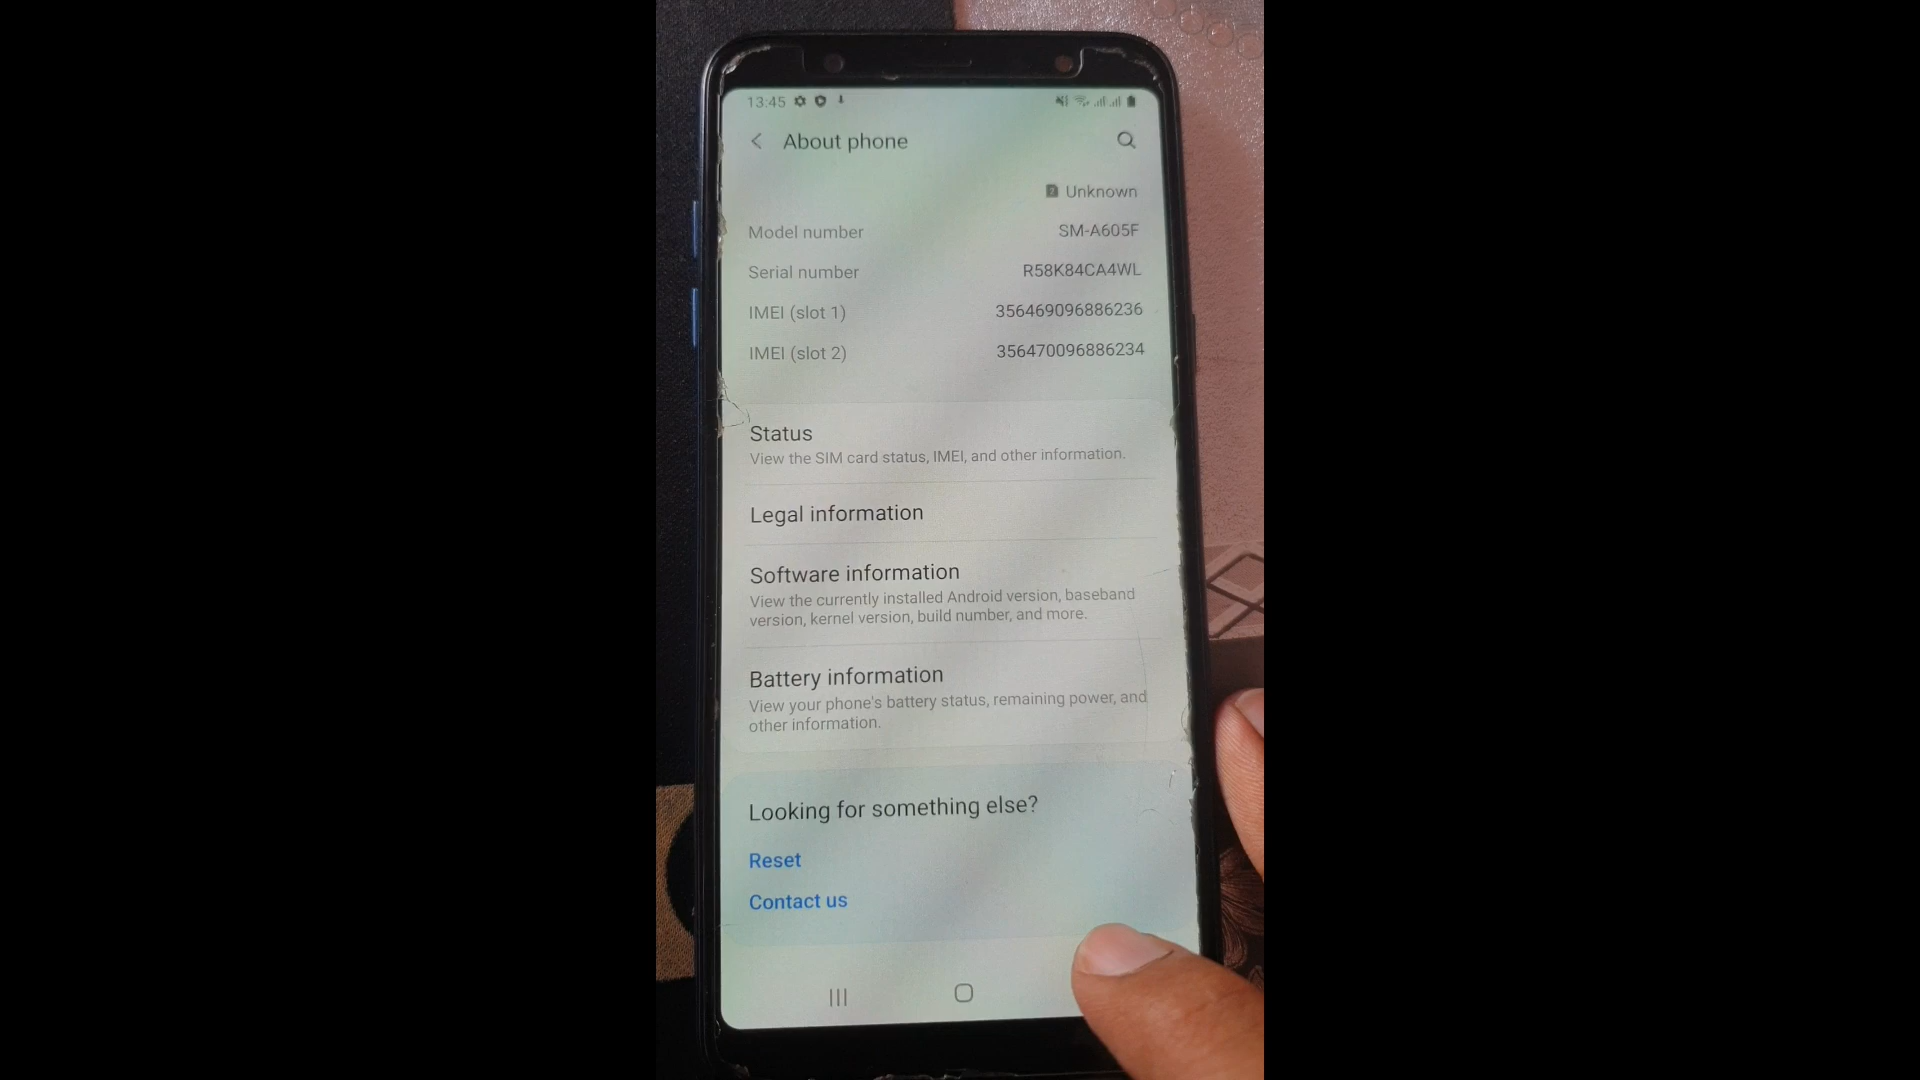 13:45
About phone
Unknown
Model number SM-A605F
Serial number R58K84CA4WL
IMEI (slot 1) 356469096886236
IMEI (slot 2) 356470096886234
Status
View the SIM card status, IMEI, and other information.
Legal information
Software information
View the currently installed Android version, baseband
version, kernel version, build number, and more.
Battery information
View your phone's battery status, remaining power, and
other information.
Looking for something else?
Reset
Contact us